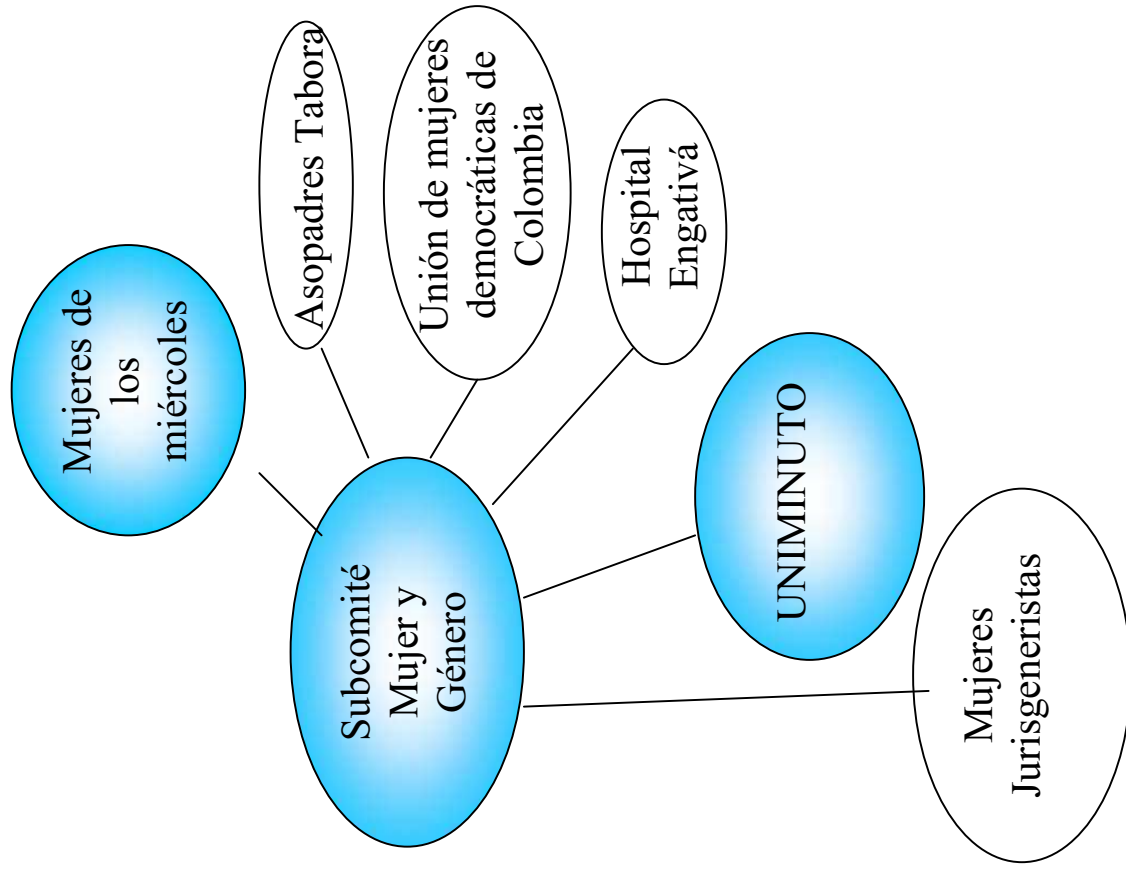 Mujeres de
los
miércoles
Asopadres Tabora
Unión de mujeres
democráticas de
Colombia
Hospital
Engativá
Subcomité
Mujer y
Género
UNIMINUTO
Mujeres
Jurisgeneristas